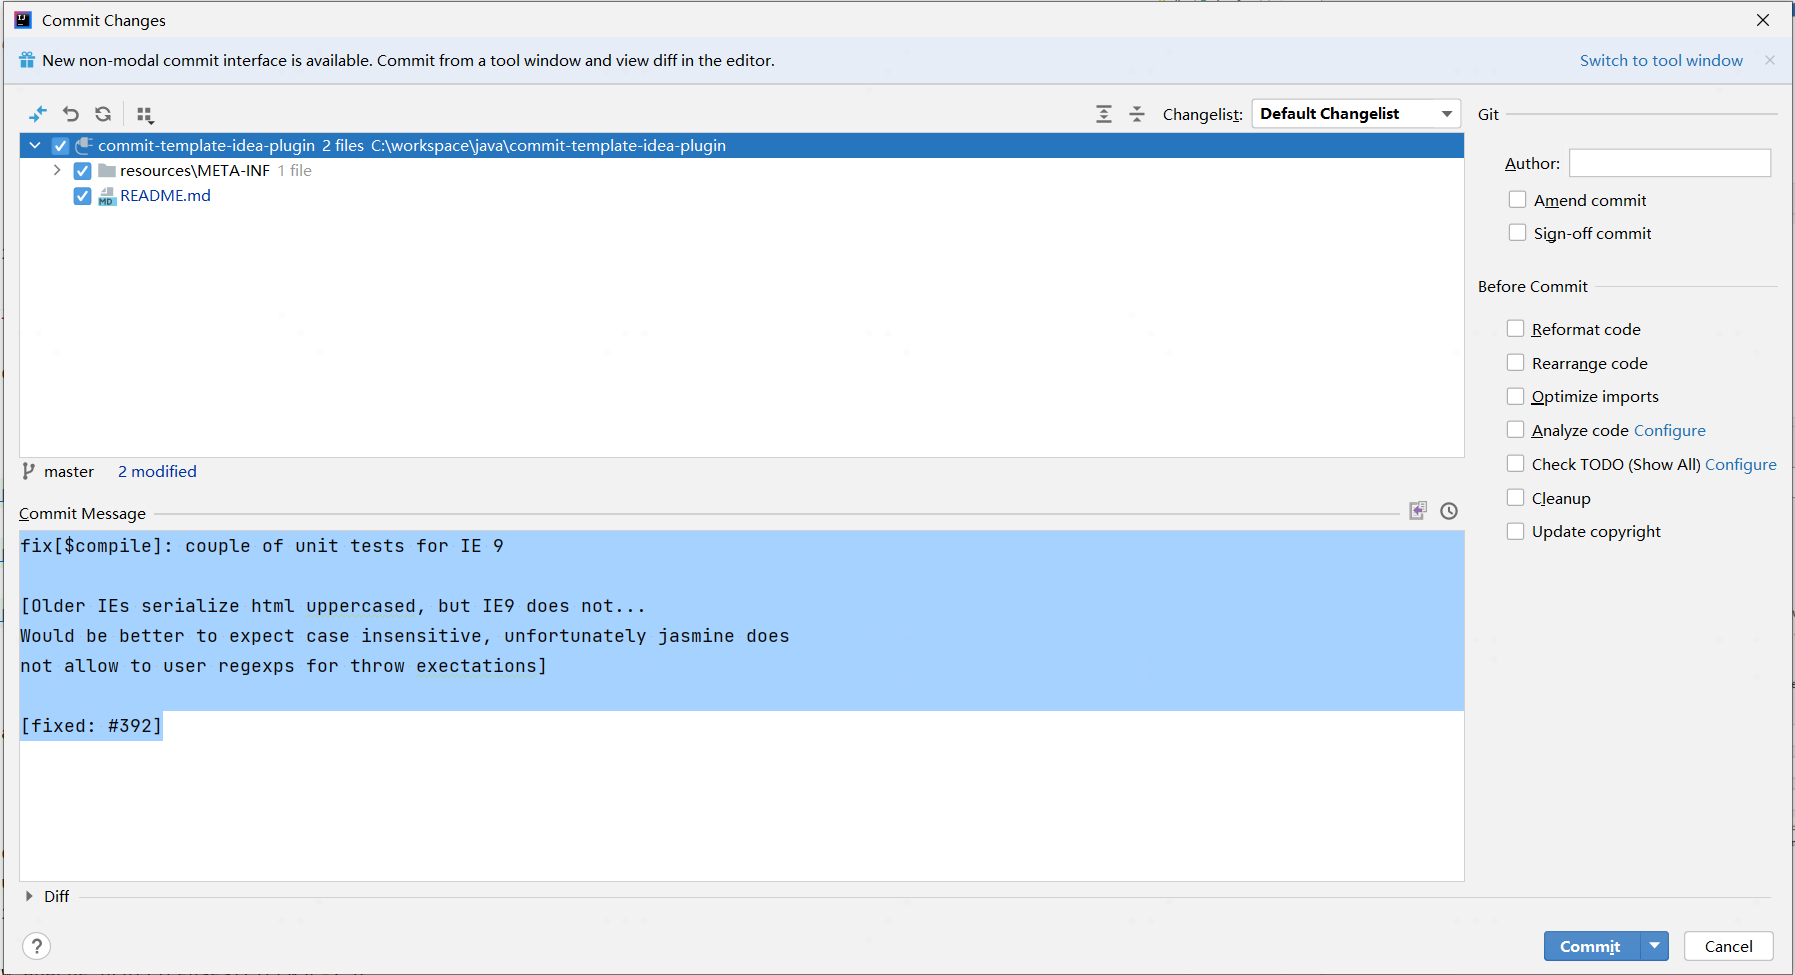 Commit Changes
New non-modal commit interface is available. Commit from a tool window and view diff in the editor.
Switch to tool window
Changelist: Default Changelist
commit-template-idea-plugin 2 files C:\workspace\java\commit-template-idea-plugin
resources\META-INF 1 file
MD README.md
master 2 modified
Commit Message
fix[$compile]: couple of unit tests for IE 9
[Older IEs serialize html uppercased, but IE9 does not...
Would be better to expect case insensitive, unfortunately jasmine does
not allow to user regexps for throw exectations]
[fixed: #392]
Diff
Git
Author:
Amend commit
Sign-off commit
Before Commit
Reformat code
Rearrange code
Optimize imports
Analyze code Configure
Check TODO (Show All) Configure
Cleanup
Update copyright
?
Commit
Cancel